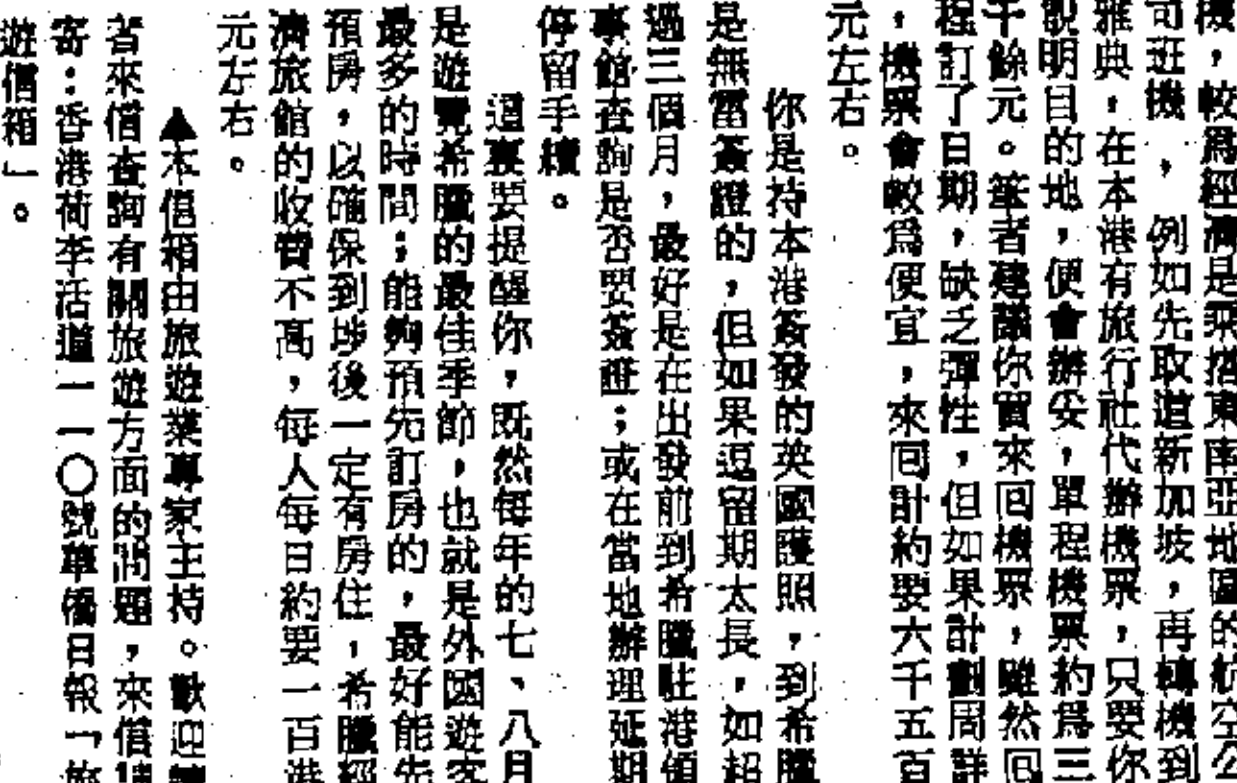 機，較爲經濟是乘搭東南亞地區的航空公
司班機，例如先取道新加坡，再轉機到
雅典，在本港有旅行社代辦機票，只要你
說明目的地，便會辦妥，單程機票約爲三
千餘元。筆者建議你買來回機票，雖然回
程訂了日期，缺乏彈性，但如果計劃周詳
，機票會較爲便宜，來回計約要六千五百
元左右。
你是持本港簽發的英國護照，到希臘
是無需簽證的，但如果逗留期太長，如超
過三個月，最好是在出發前到希臘駐港領
事館查詢是否要簽證；或在當地辦理延期
停留手續。
還要提醒你，既然每年的七、八月
是遊覽希臘的最佳季節，也就是外國遊客
最多的時間；能夠預先訂房的，最好能先
預房，以確保到埗後一定有房住，希臘經
濟旅館的收費不高，每人每日約要一百港
元左右。
▲本信箱由旅遊業專家主持。歡迎讀
者來信查詢有關旅遊方面的問題，來信請
寄：香港荷李活道一一〇號華僑日報「旅
遊信箱」。